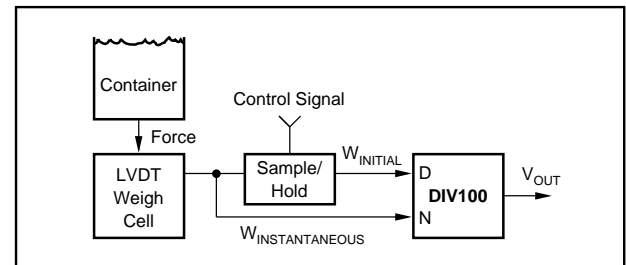 Container
Control Signal
Force
LVDT
Weigh
Cell
Sample/
Hold
WINITIAL
D
DIV100
N
VOUT
WINSTANTANEOUS